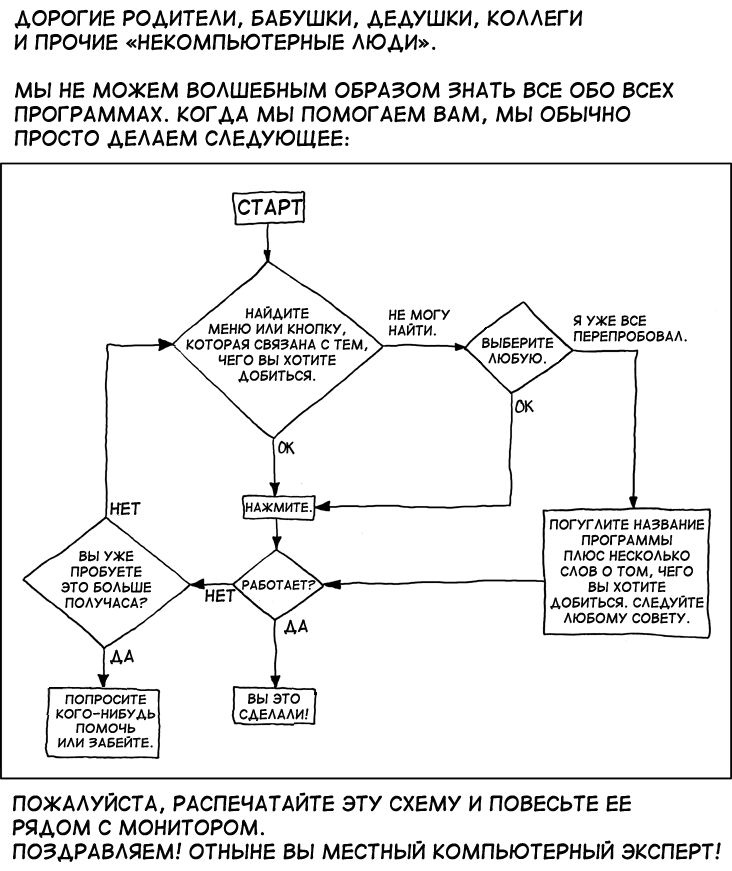 ДОРОГИЕ РОДИТЕЛИ, БАБУШКИ, ДЕДУШКИ, КОЛЛЕГИ
И ПРОЧИЕ «НЕКОМПЬЮТЕРНЫЕ ЛЮДИ».
МЫ НЕ МОЖЕМ ВОЛШЕБНЫМ ОБРАЗОМ ЗНАТЬ ВСЕ ОБО ВСЕХ
ПРОГРАММАХ. КОГДА МЫ ПОМОГАЕМ ВАМ, МЫ ОБЫЧНО
ПРОСТО ДЕЛАЕМ СЛЕДУЮЩЕЕ:
СТАРТ
НАЙДИТЕ
МЕНЮ ИЛИ КНОПКУ,
КОТОРАЯ СВЯЗАНА С ТЕМ,
ЧЕГО ВЫ ХОТИТЕ
ДОБИТЬСЯ.
НЕ МОГУ
НАЙТИ.
ВЫБЕРИТЕ
ЛЮБУЮ.
Я УЖЕ ВСЕ
ПЕРЕПРОБОВАЛ.
ОК
ОК
НАЖМИТЕ.
ПОГУГЛИТЕ НАЗВАНИЕ
ПРОГРАММЫ
ПЛЮС НЕСКОЛЬКО
СЛОВ О ТОМ, ЧЕГО
ВЫ ХОТИТЕ
ДОБИТЬСЯ. СЛЕДУЙТЕ
ЛЮБОМУ СОВЕТУ.
РАБОТАЕТ?
НЕТ
ДА
ВЫ УЖЕ
ПРОБУЕТЕ
ЭТО БОЛЬШЕ
ПОЛУЧАСА?
НЕТ
ДА
ПОПРОСИТЕ
КОГО-НИБУДЬ
ПОМОЧЬ
ИЛИ ЗАБЕЙТЕ.
ВЫ ЭТО
СДЕЛАЛИ!
ПОЖАЛУЙСТА, РАСПЕЧАТАЙТЕ ЭТУ СХЕМУ И ПОВЕСЬТЕ ЕЕ
РЯДОМ С МОНИТОРОМ.
ПОЗДРАВЛЯЕМ! ОТНЫНЕ ВЫ МЕСТНЫЙ КОМПЬЮТЕРНЫЙ ЭКСПЕРТ!